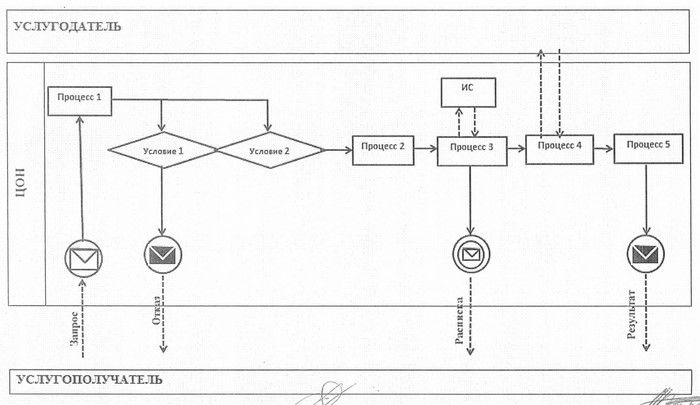 УСЛУГОДАТЕЛЬ
ЦОН
Процесс 1
ИС
Условие 1
Условие 2
Процесс 2
Процесс 3
Процесс 4
Процесс 5
Запрос
Отказ
Расписка
Результат
УСЛУГОПОЛУЧАТЕЛЬ